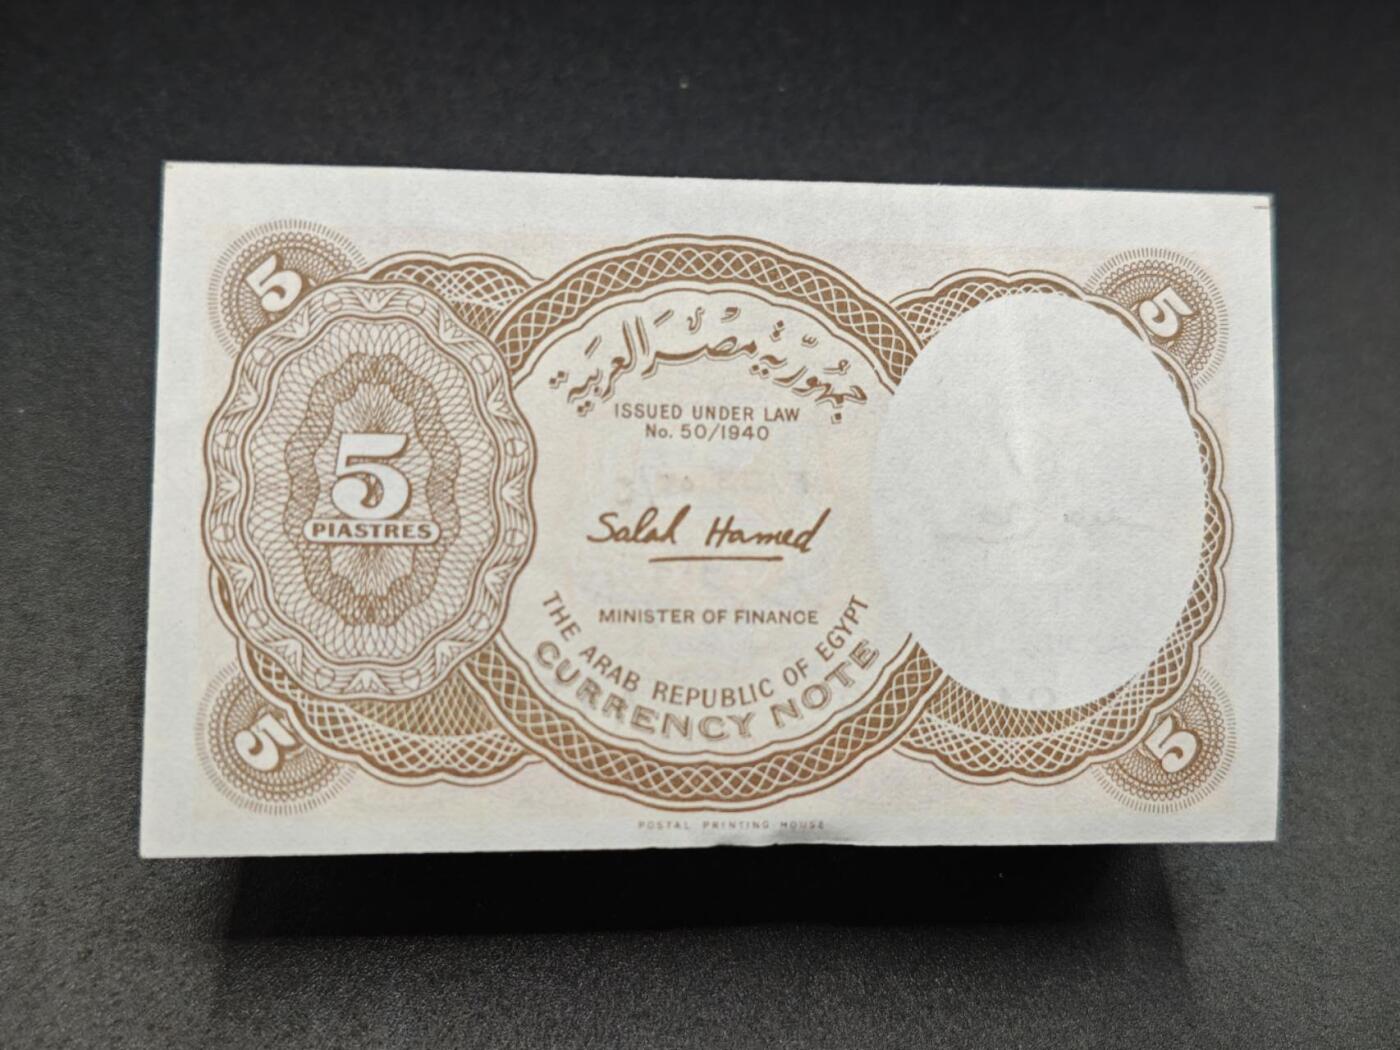 5
5
جمهورية مصر العربية
ISSUED UNDER LAW
No. 50/1940
5
PIASTRES
Salah Hamed
MINISTER OF FINANCE
THE ARAB REPUBLIC OF EGYPT
CURRENCY NOTE
5
5
POSTAL PRINTING HOUSE